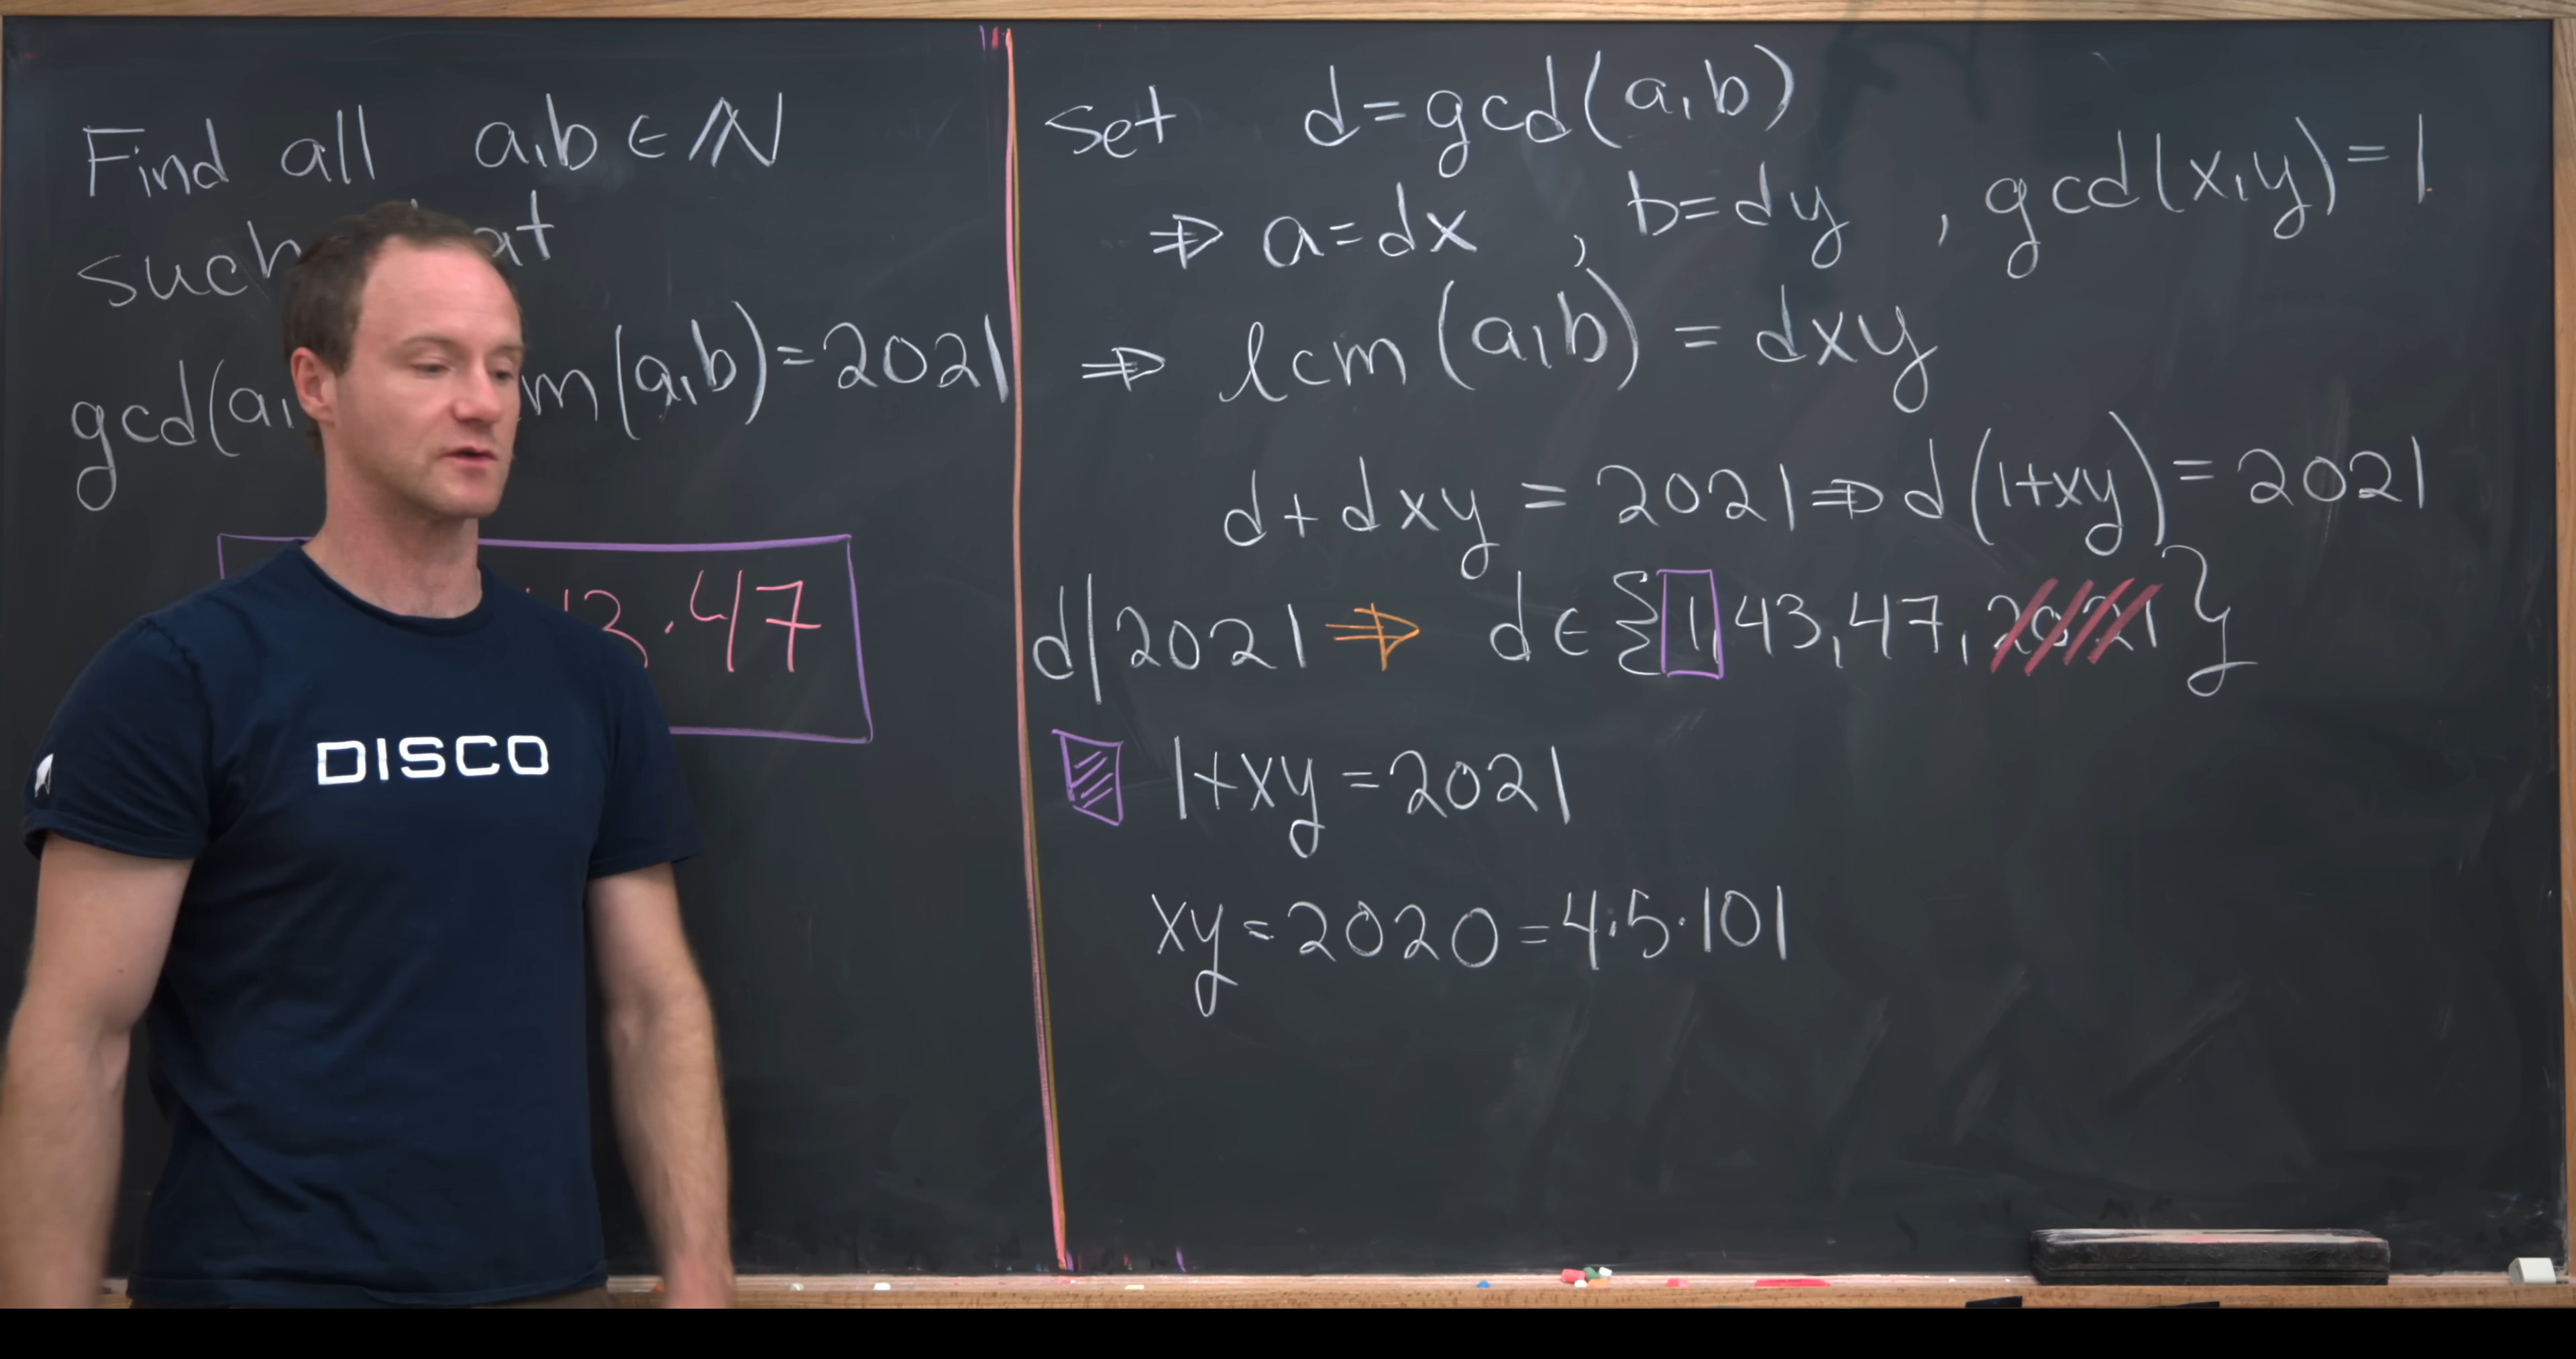 Find all a,b ∈ ℕ
such at
gcd(a, m(a,b)=2021
3·47
DISCO
Set d=gcd(a,b)
⇒ a=dx , b=dy , gcd(x,y)=1
⇒ lcm(a,b) = dxy
d+dxy = 2021 ⇒ d(1+xy) = 2021
d|2021 ⇒ d∈{1,43,47,2021}
1+xy=2021
xy=2020=4·5·101